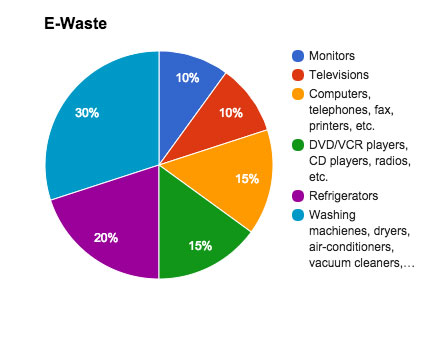 E-Waste
10%
10%
15%
15%
20%
30%
Monitors
Televisions
Computers,
telephones, fax,
printers, etc.
DVD/VCR players,
CD players, radios,
etc.
Refrigerators
Washing
machienes, dryers,
air-conditioners,
vacuum cleaners,…